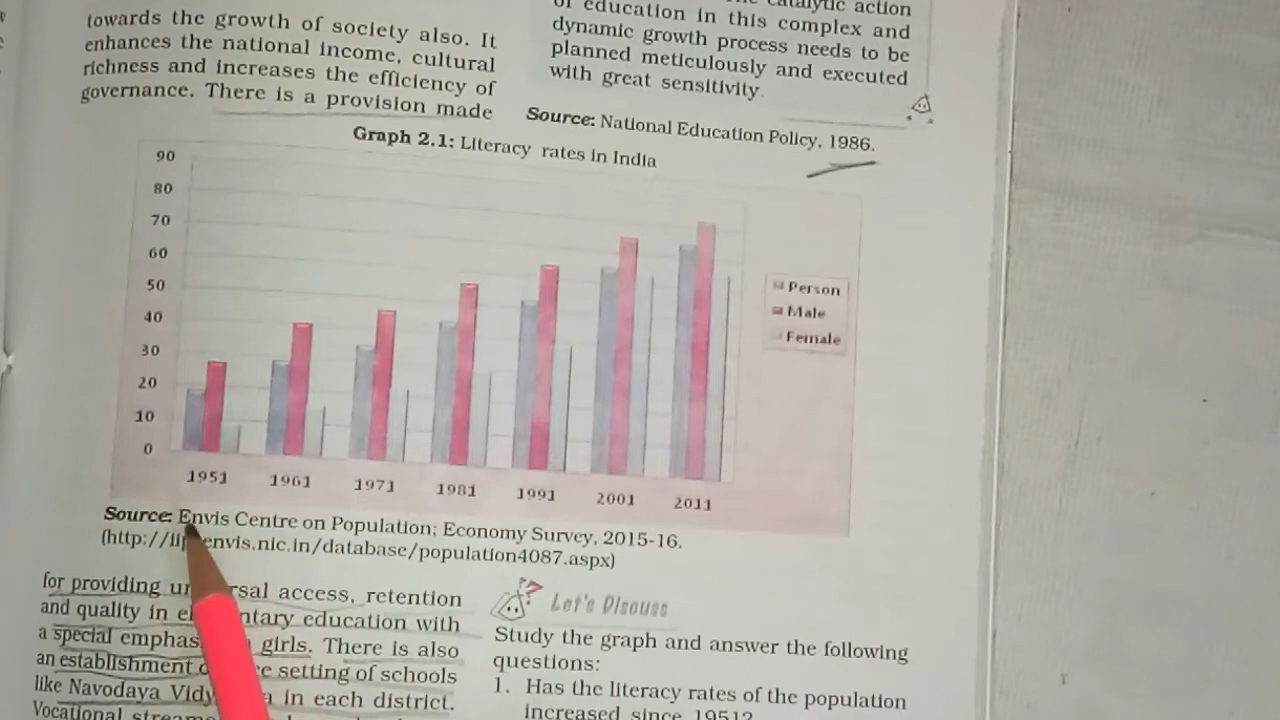 towards the growth of society also. It
enhances the national income, cultural
richness and increases the efficiency of
governance. There is a provision made
catalytic action
of education in this complex and
dynamic growth process needs to be
planned meticulously and executed
with great sensitivity.
Source: National Education Policy, 1986.
Graph 2.1: Literacy rates in India
90
80
70
60
50
40
30
20
10
0
1951 1961 1971 1981 1991 2001 2011
Person
Male
Female
Source: Envis Centre on Population; Economy Survey, 2015-16.
envis.nic.in/database/population4087.aspx)
for providing access, retention
and quality in education with
a special girls. There is also
an establishment setting of schools
like Navodaya in each district.
Vocational
Let's Discuss
Study the graph and answer the following
questions:
1. Has the literacy rates of the population
increased since 1951?